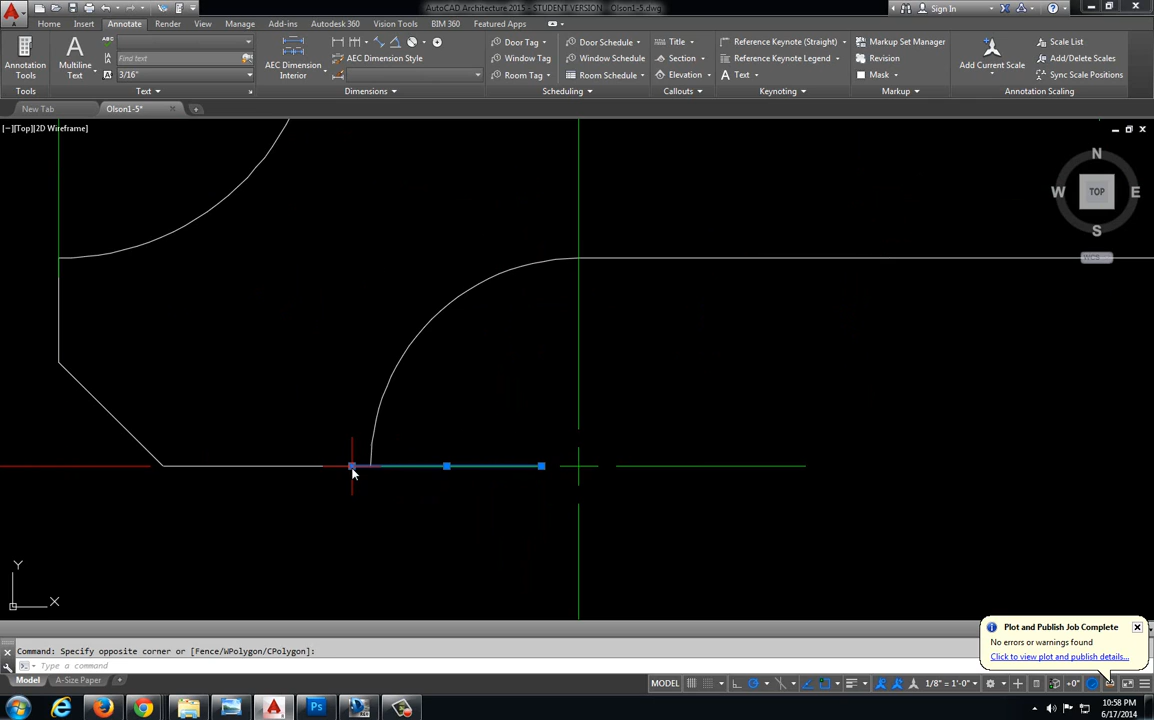 AutoCAD Architecture 2015 - STUDENT VERSION Olson1-5.dwg
Sign In
Home Insert Annotate Render View Manage Add-ins Autodesk 360 Vision Tools BIM 360 Featured Apps
Annotation Tools
Multiline Text
ABC
Find text
3/16"
AEC Dimension Interior
AEC Dimension Style
Door Tag
Window Tag
Room Tag
Door Schedule
Window Schedule
Room Schedule
Title
Section
Elevation
Reference Keynote (Straight)
Reference Keynote Legend
Text
Markup Set Manager
Revision
Mask
Add Current Scale
Scale List
Add/Delete Scales
Sync Scale Positions
Tools Text Dimensions Scheduling Callouts Keynoting Markup Annotation Scaling
New Tab Olson1-5*
[−][Top][2D Wireframe]
N
W TOP E
S
WCS
Y
X
Plot and Publish Job Complete
No errors or warnings found
Click to view plot and publish details...
Command: Specify opposite corner or [Fence/WPolygon/CPolygon]:
Type a command
Model A-Size Paper
MODEL 1/8" = 1'-0" +0"
10:58 PM
6/17/2014